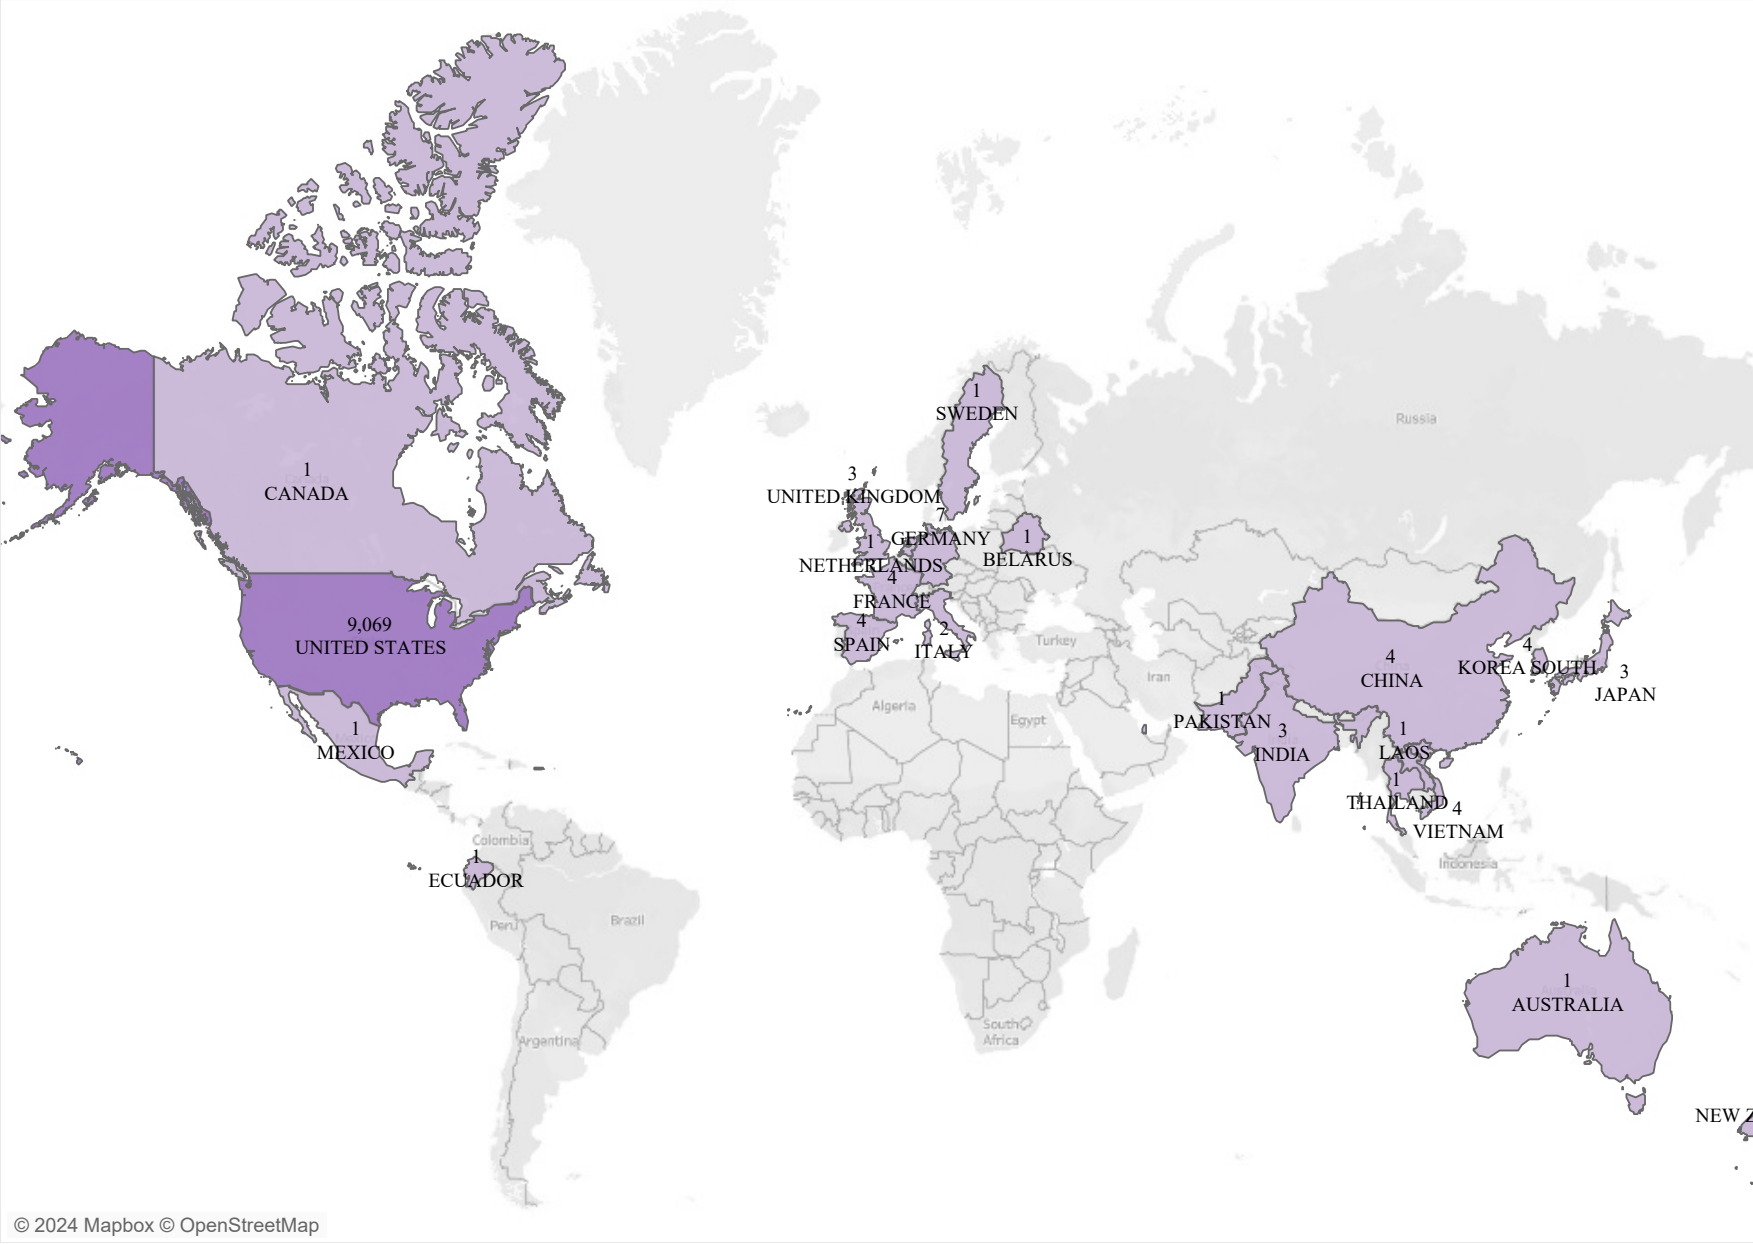 1
SWEDEN
Russia
1
CANADA
3
UNITED KINGDOM
7
GERMANY
1
BELARUS
1
NETHERLANDS
4
FRANCE
4
SPAIN
2
ITALY
Turkey
9,069
UNITED STATES
4
CHINA
4
KOREA SOUTH
3
JAPAN
Iran
1
PAKISTAN
3
INDIA
1
LAOS
Algeria
Egypt
1
MEXICO
1
THAILAND
4
VIETNAM
Colombia
Indonesia
1
ECUADOR
Peru
Brazil
1
AUSTRALIA
South
Africa
Argentina
NEW Z
© 2024 Mapbox © OpenStreetMap